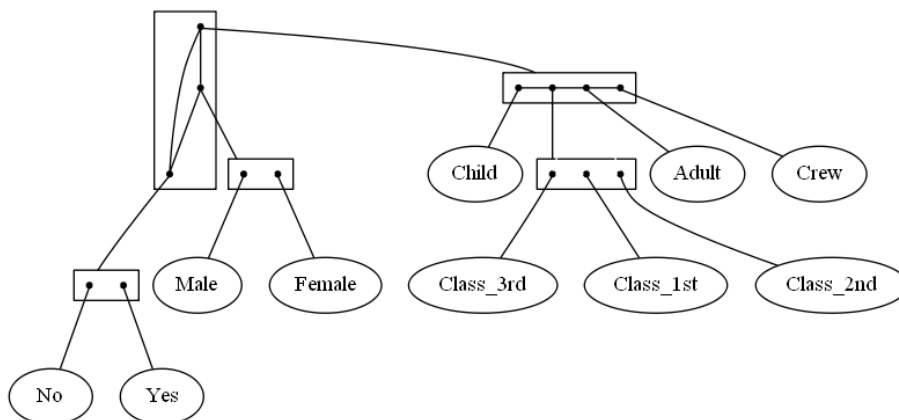 Child
Adult
Crew
Male
Female
Class_3rd
Class_1st
Class_2nd
No
Yes